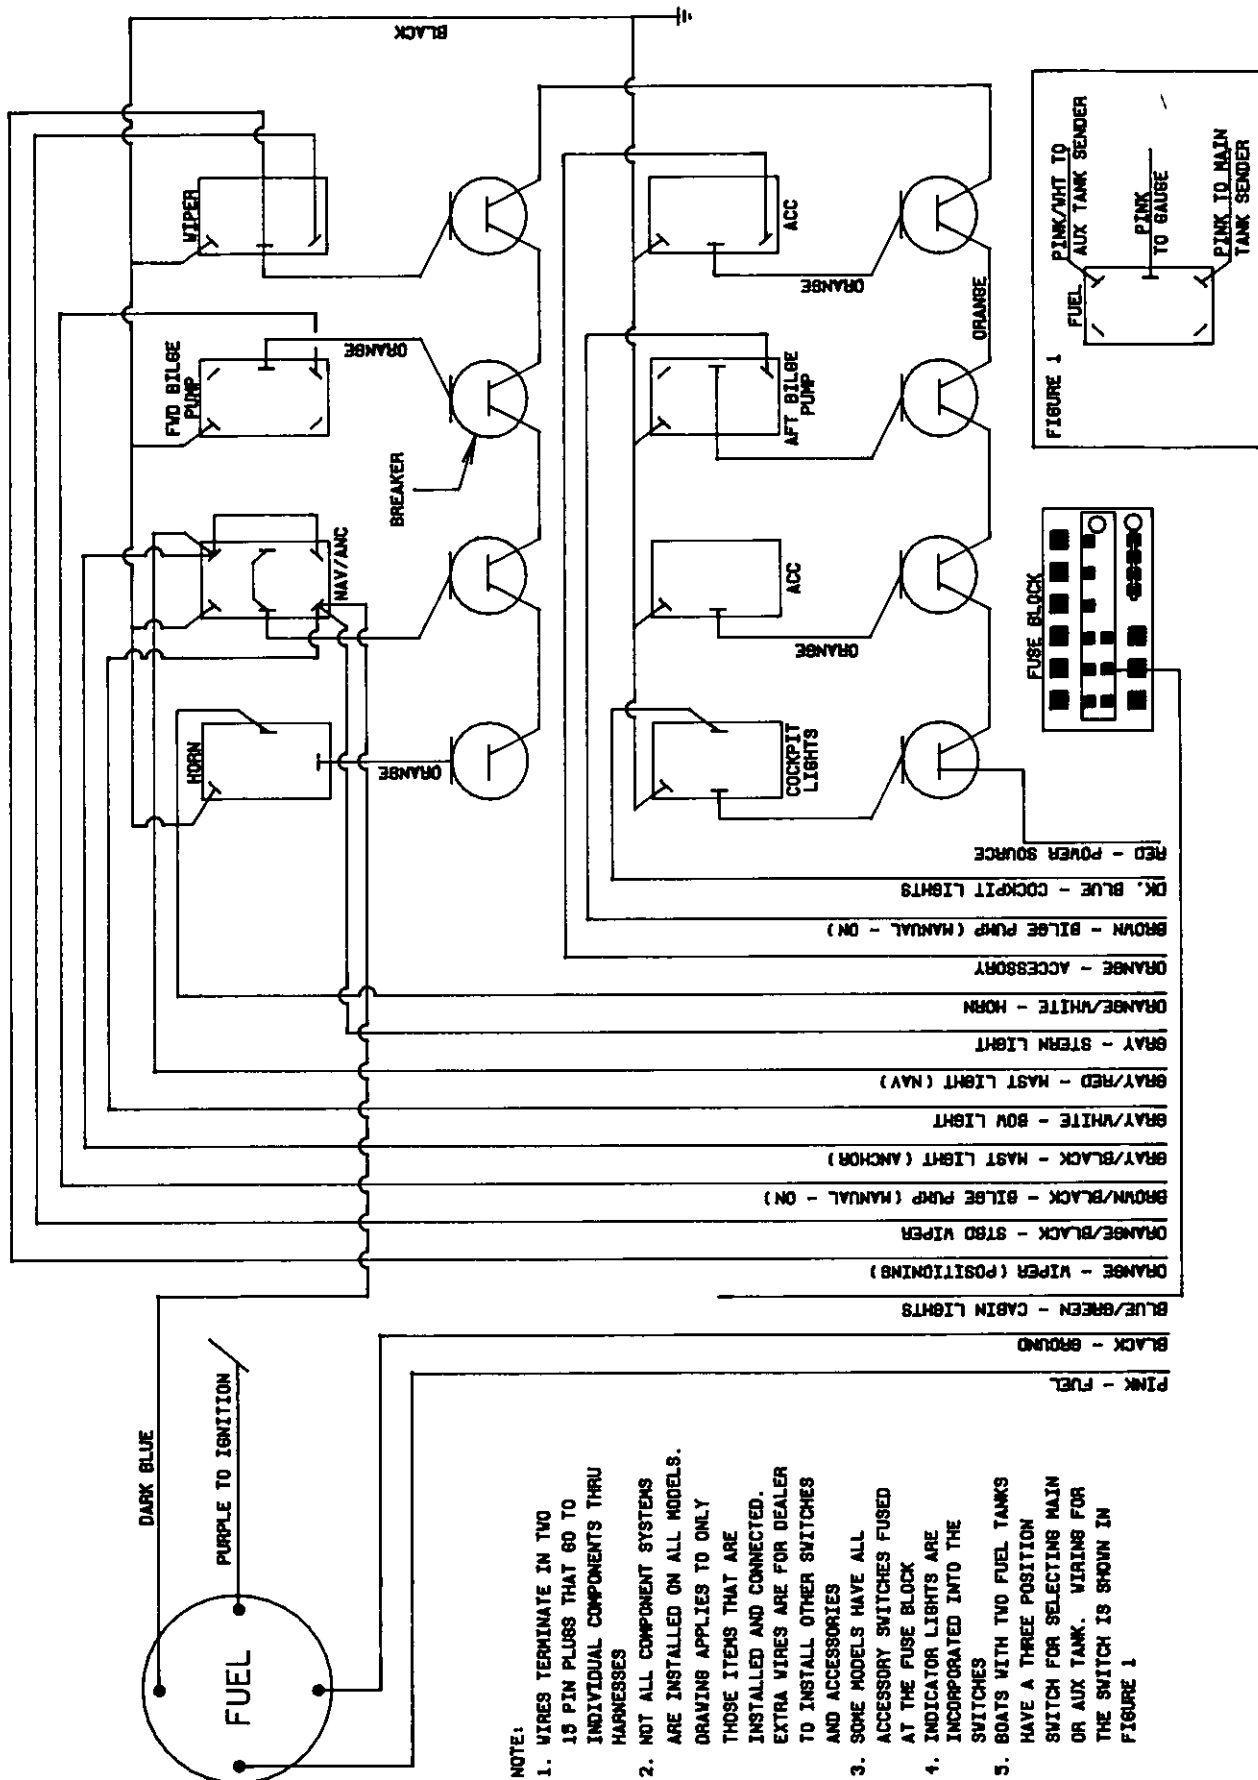 BLACK
WIPER
FWD BILGE
PUMP
ORANGE
BREAKER
NAV/ANC
HORN
ORANGE
ACC
ORANGE
AFT BILGE
PUMP
ORANGE
ACC
ORANGE
COCKPIT
LIGHTS
FIGURE 1
FUEL
PINK/WHT TO
AUX TANK SENDER
PINK
TO GAUGE
PINK TO MAIN
TANK SENDER
FUSE BLOCK
RED - POWER SOURCE
DK. BLUE - COCKPIT LIGHTS
BROWN - BILGE PUMP (MANUAL - ON)
ORANGE - ACCESSORY
ORANGE/WHITE - HORN
GRAY - STERN LIGHT
GRAY/RED - MAST LIGHT (NAV)
GRAY/WHITE - BOW LIGHT
GRAY/BLACK - MAST LIGHT (ANCHOR)
BROWN/BLACK - BILGE PUMP (MANUAL - ON)
ORANGE/BLACK - STBD WIPER
ORANGE - WIPER (POSITIONING)
BLUE/GREEN - CABIN LIGHTS
BLACK - GROUND
PINK - FUEL
DARK BLUE
PURPLE TO IGNITION
FUEL
NOTE:
1. WIRES TERMINATE IN TWO
15 PIN PLUGS THAT GO TO
INDIVIDUAL COMPONENTS THRU
HARNESSES
2. NOT ALL COMPONENT SYSTEMS
ARE INSTALLED ON ALL MODELS.
DRAWING APPLIES TO ONLY
THOSE ITEMS THAT ARE
INSTALLED AND CONNECTED.
EXTRA WIRES ARE FOR DEALER
TO INSTALL OTHER SWITCHES
AND ACCESSORIES
3. SOME MODELS HAVE ALL
ACCESSORY SWITCHES FUSED
AT THE FUSE BLOCK
4. INDICATOR LIGHTS ARE
INCORPORATED INTO THE
SWITCHES
5. BOATS WITH TWO FUEL TANKS
HAVE A THREE POSITION
SWITCH FOR SELECTING MAIN
OR AUX TANK. WIRING FOR
THE SWITCH IS SHOWN IN
FIGURE 1